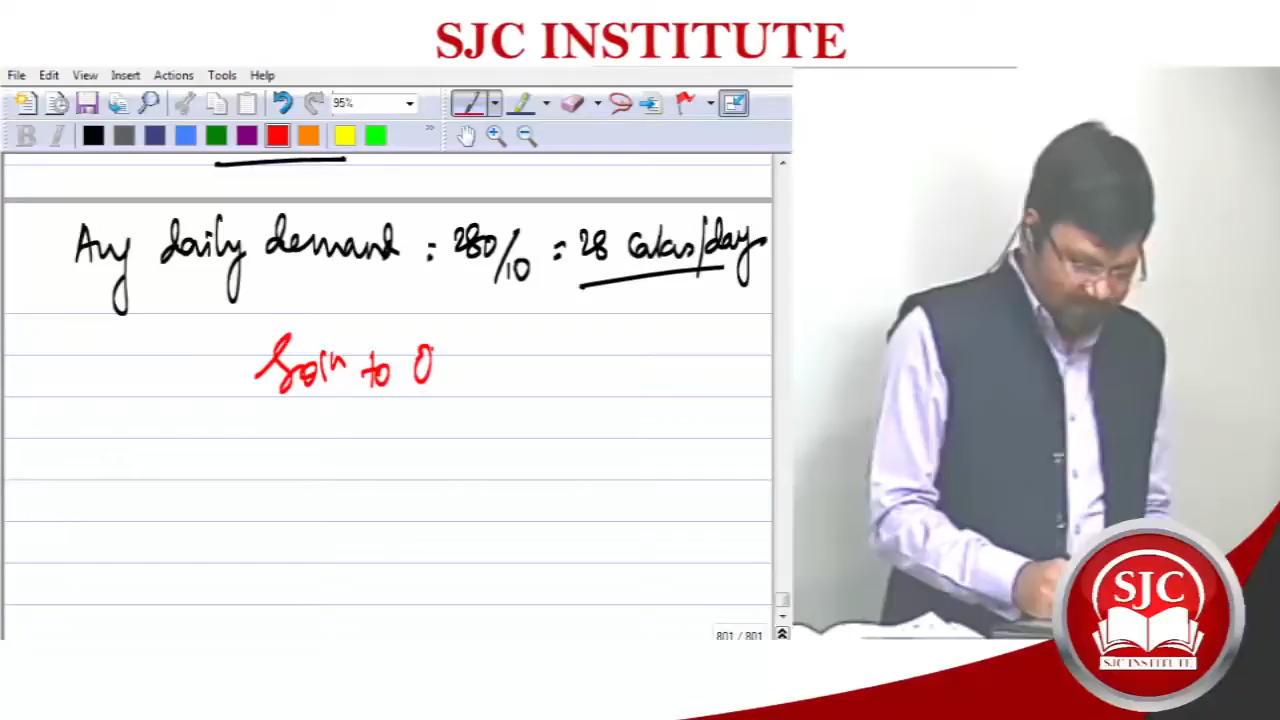 SJC INSTITUTE
File Edit View Insert Actions Tools Help
95%
B I
Avg daily demand = 280/10 = 28 Cakes/day
Soln to Q
801 / 801
SJC
SJC INSTITUTE